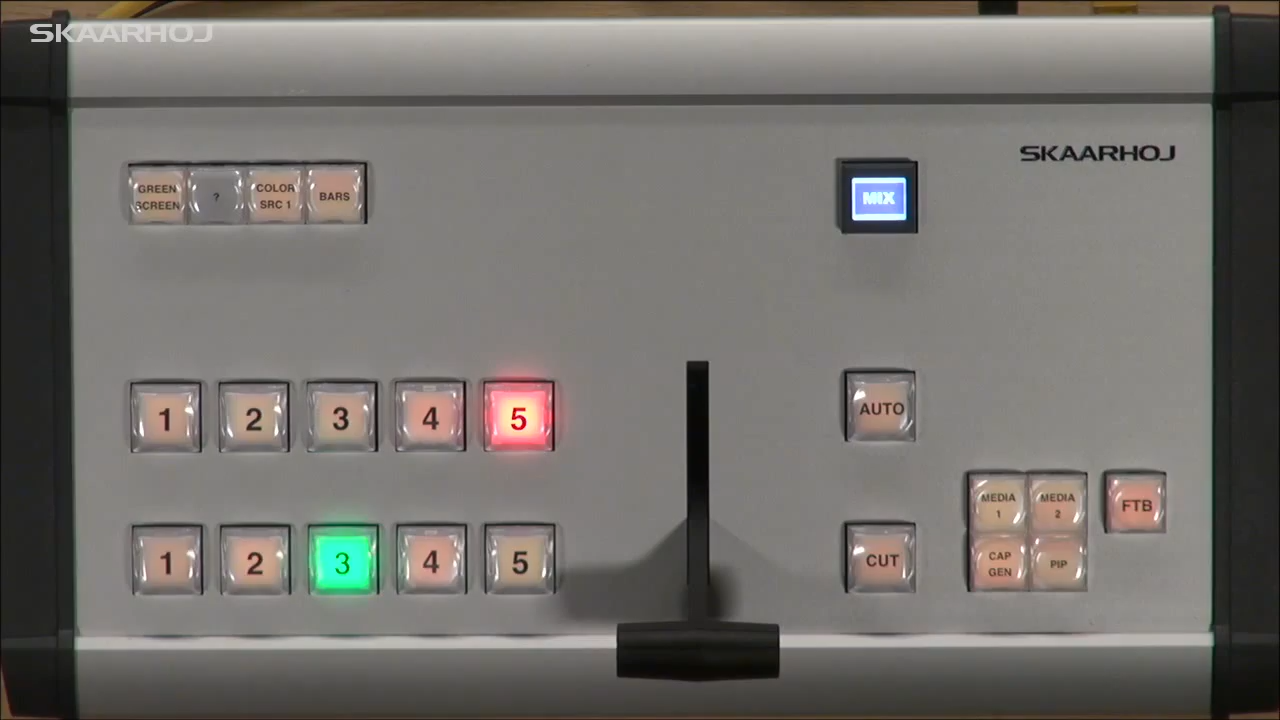 SKAARHOJ
SKAARHOJ
GREEN
SCREEN
?
COLOR
SRC 1
BARS
MIX
1 2 3 4 5
AUTO
MEDIA
1
MEDIA
2
FTB
1 2 3 4 5
CUT
CAP
GEN
PIP